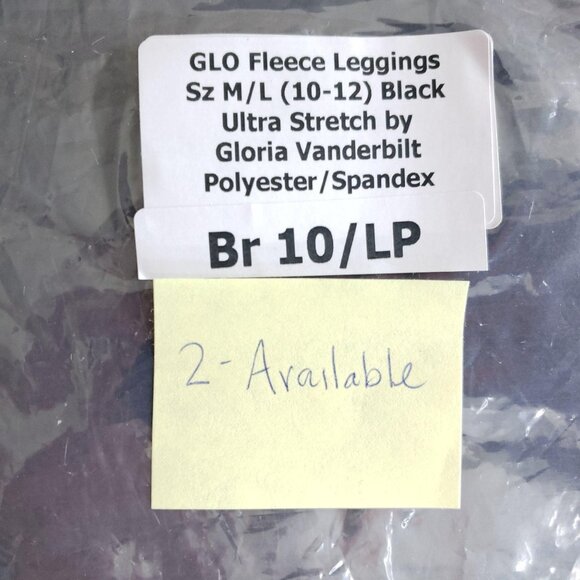 GLO Fleece Leggings
Sz M/L (10-12) Black
Ultra Stretch by
Gloria Vanderbilt
Polyester/Spandex
Br 10/LP
2-Available